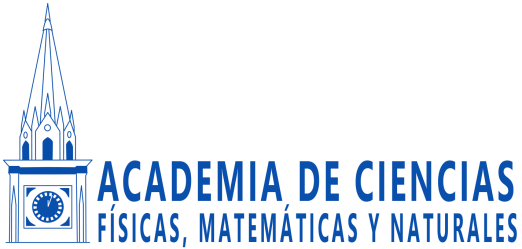 ACADEMIA DE CIENCIAS
FÍSICAS, MATEMÁTICAS Y NATURALES